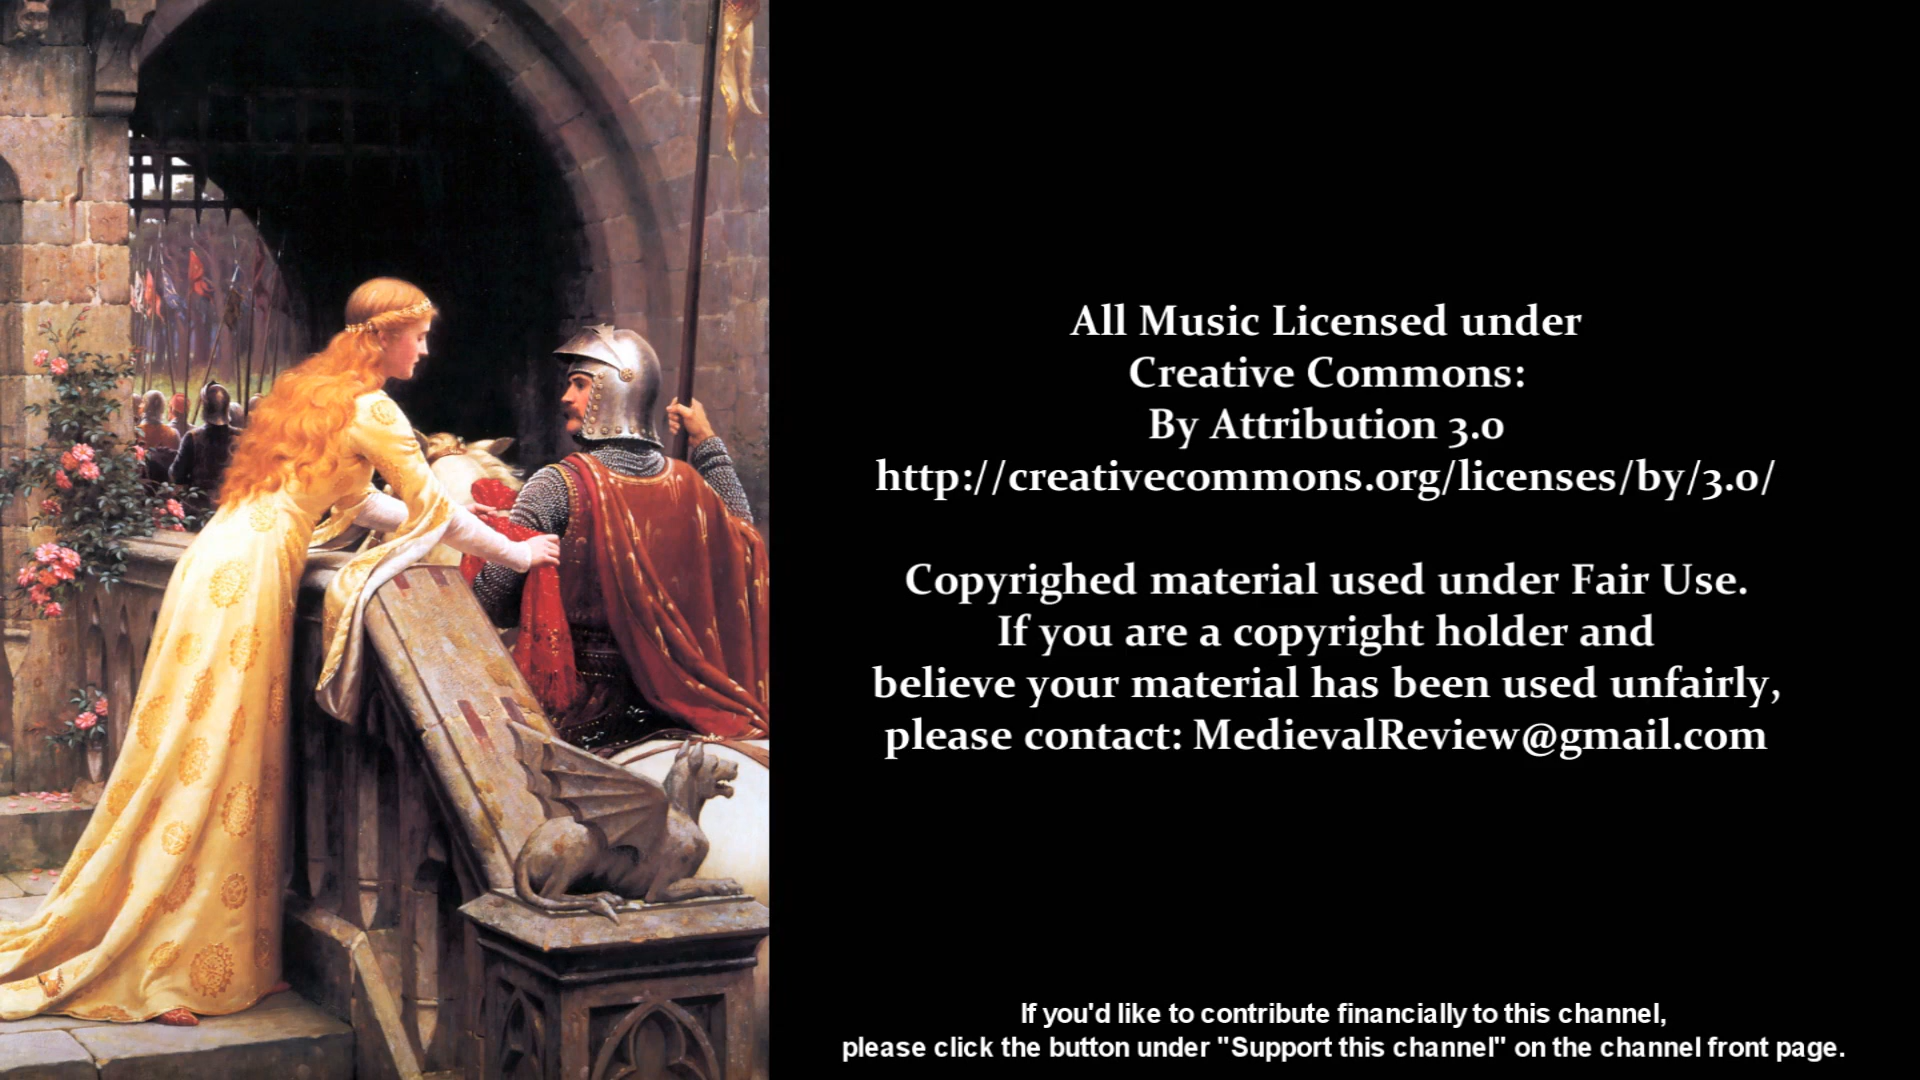 All Music Licensed under
Creative Commons:
By Attribution 3.0
http://creativecommons.org/licenses/by/3.0/
Copyrighed material used under Fair Use.
If you are a copyright holder and
believe your material has been used unfairly,
please contact: MedievalReview@gmail.com
If you'd like to contribute financially to this channel,
please click the button under "Support this channel" on the channel front page.